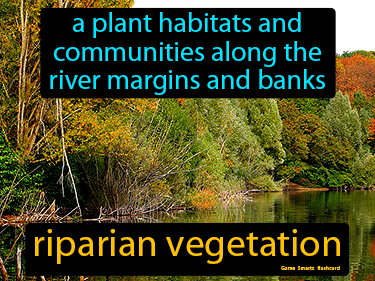 a plant habitats and
communities along the
river margins and banks
riparian vegetation
Game Smartz flashcard